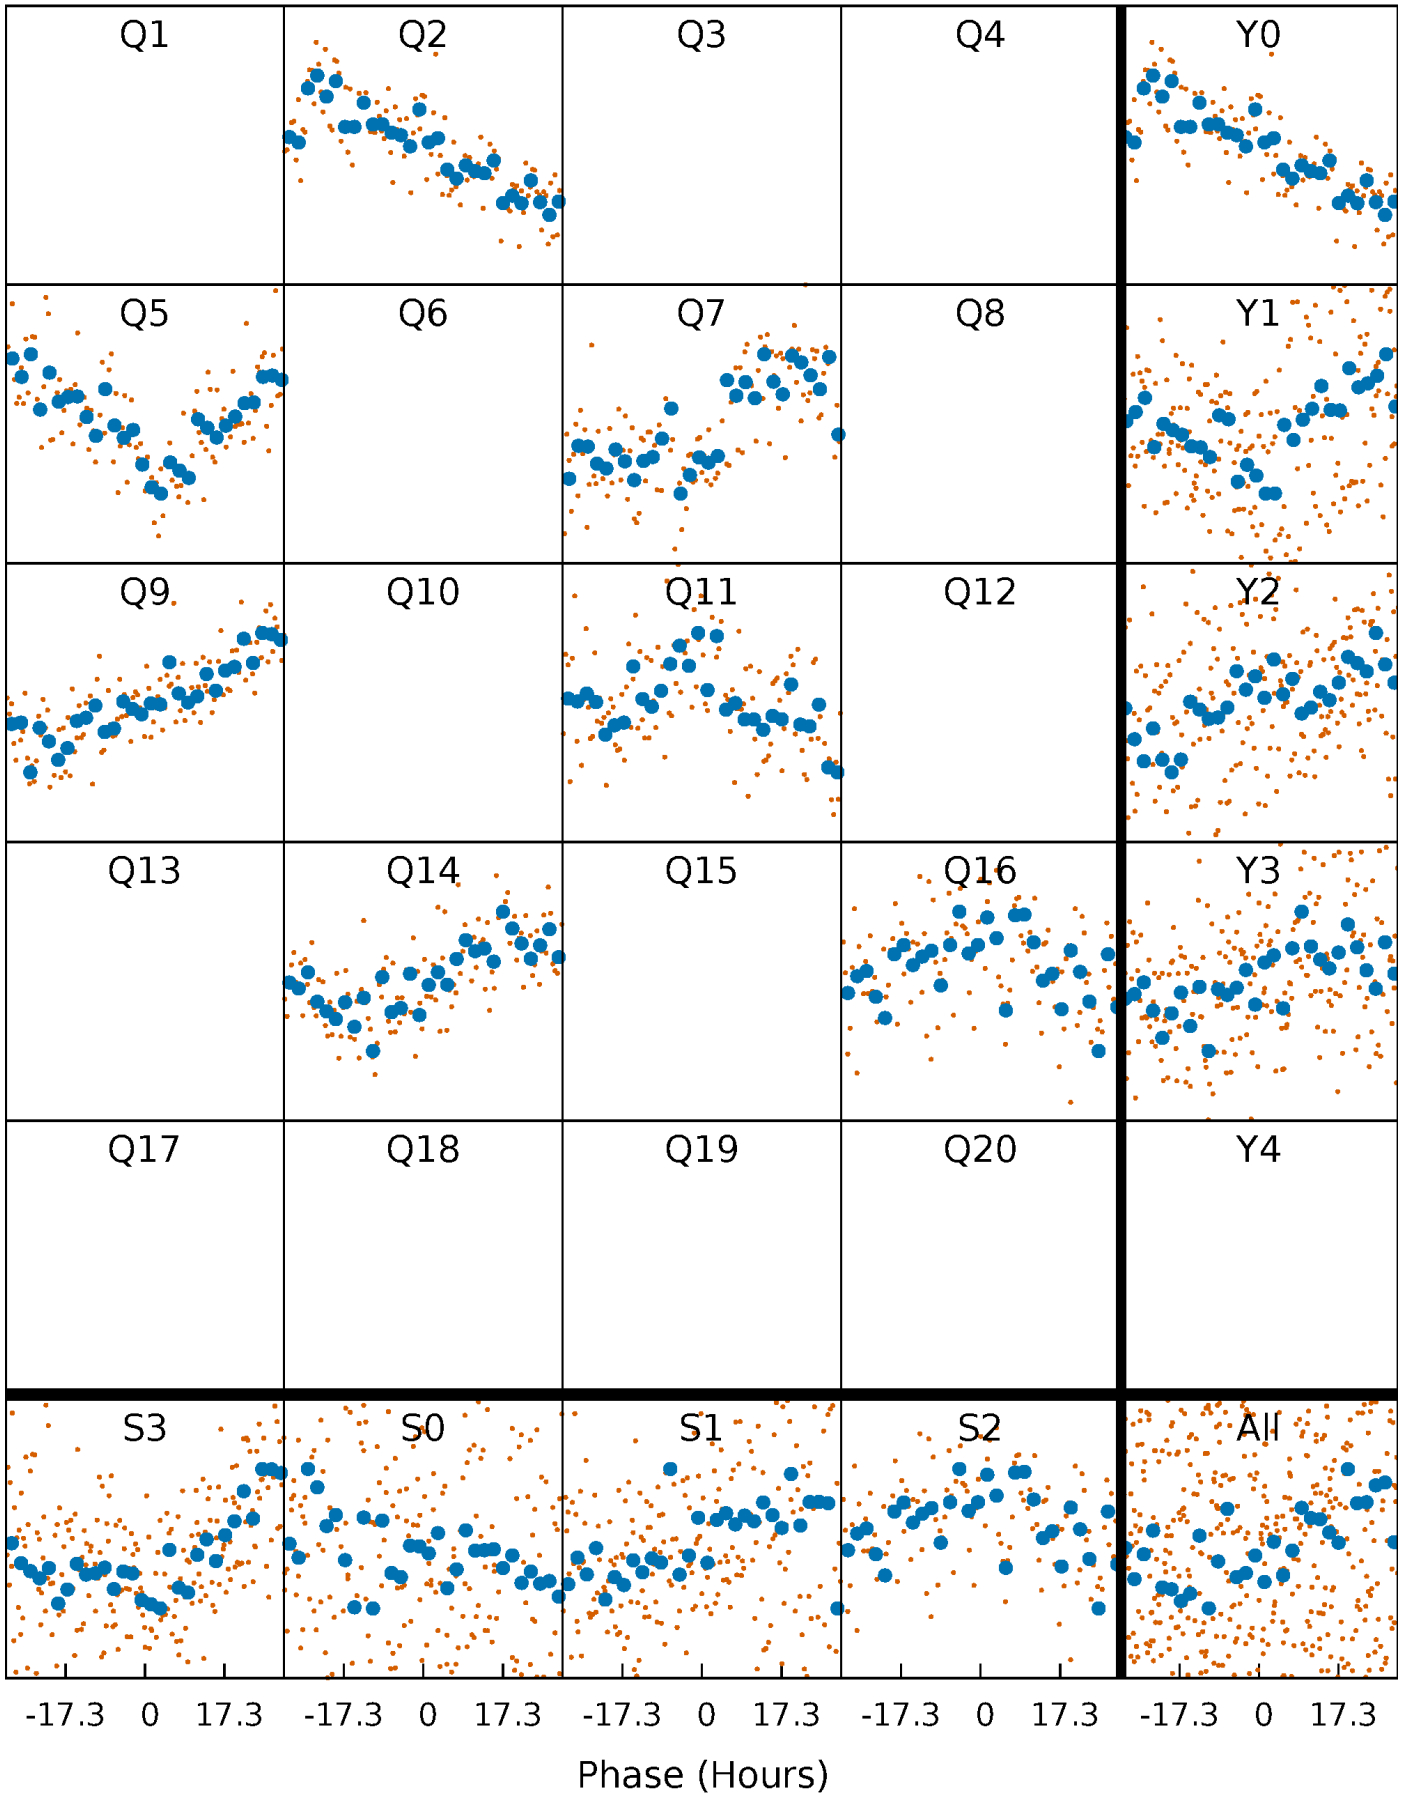 Q1 Q2 Q3 Q4 Y0
Q5 Q6 Q7 Q8 Y1
Q9 Q10 Q11 Q12 Y2
Q13 Q14 Q15 Q16 Y3
Q17 Q18 Q19 Q20 Y4
S3 S0 S1 S2 All
-17.3 0 17.3 -17.3 0 17.3 -17.3 0 17.3 -17.3 0 17.3 -17.3 0 17.3
Phase (Hours)